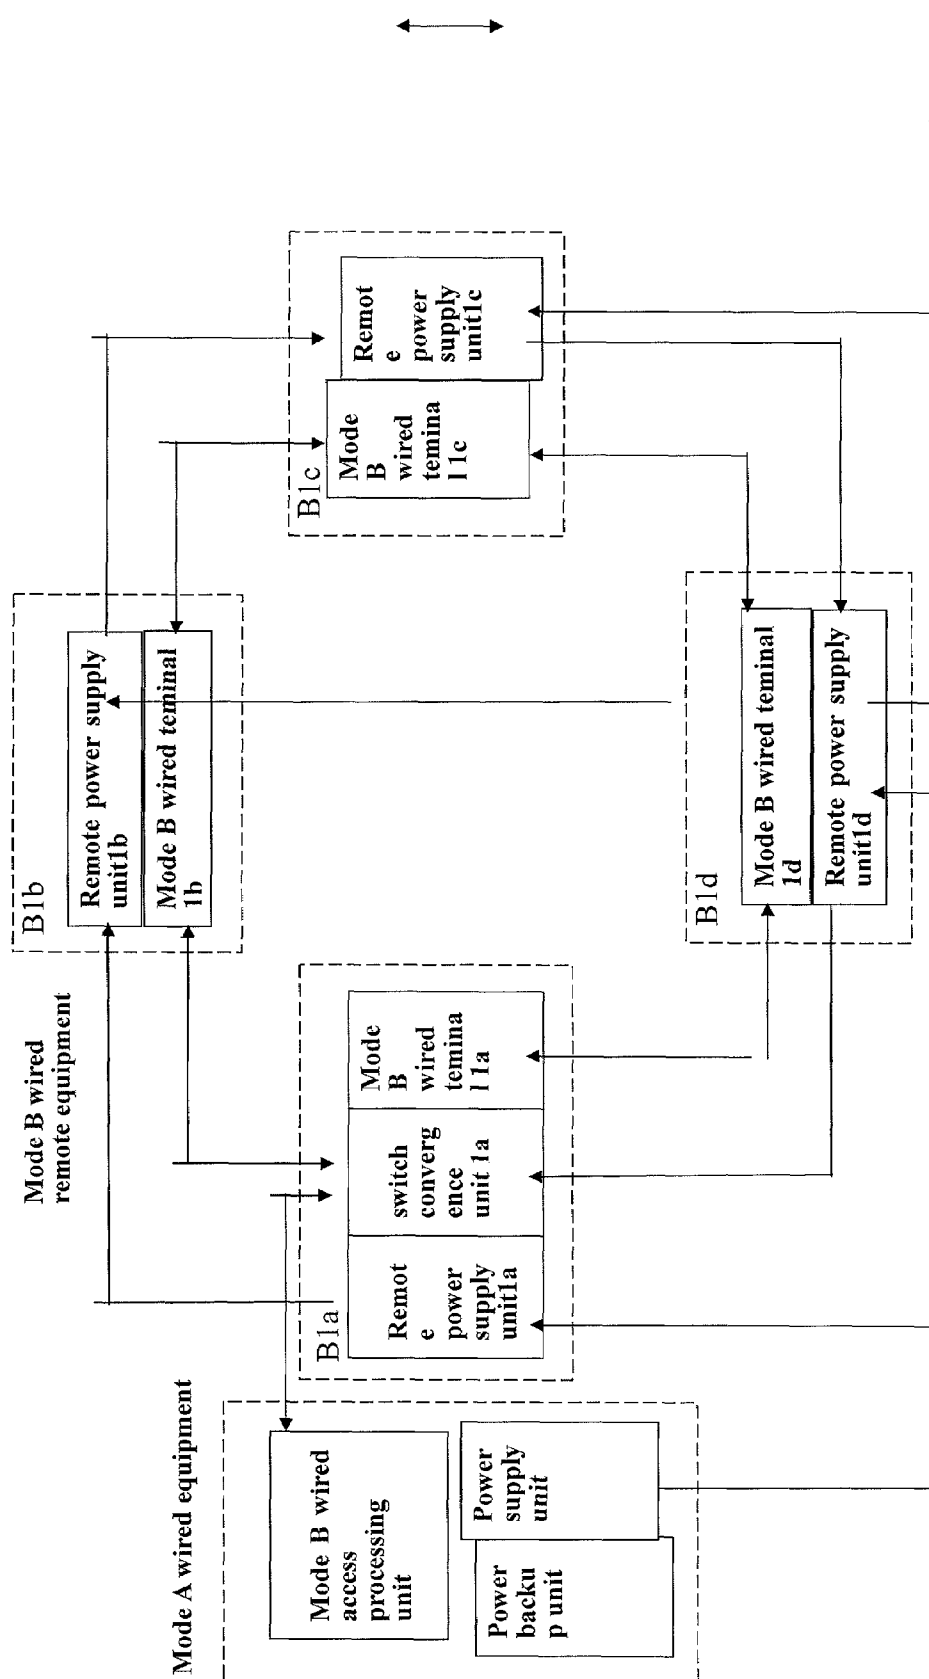 Mode A wired equipment
Mode B wired
access
processing
unit
Power
backu
p unit
Power
supply
unit
Mode B wired
remote equipment
B1a
Remot
e power
supply
unit1a
switch
converg
ence
unit 1a
Mode
B
wired
temina
l 1a
B1b
Remote power supply
unit1b
Mode B wired teminal
1b
B1c
Mode
B
wired
temina
l 1c
Remot
e power
supply
unit1c
B1d
Mode B wired teminal
1d
Remote power supply
unit1d